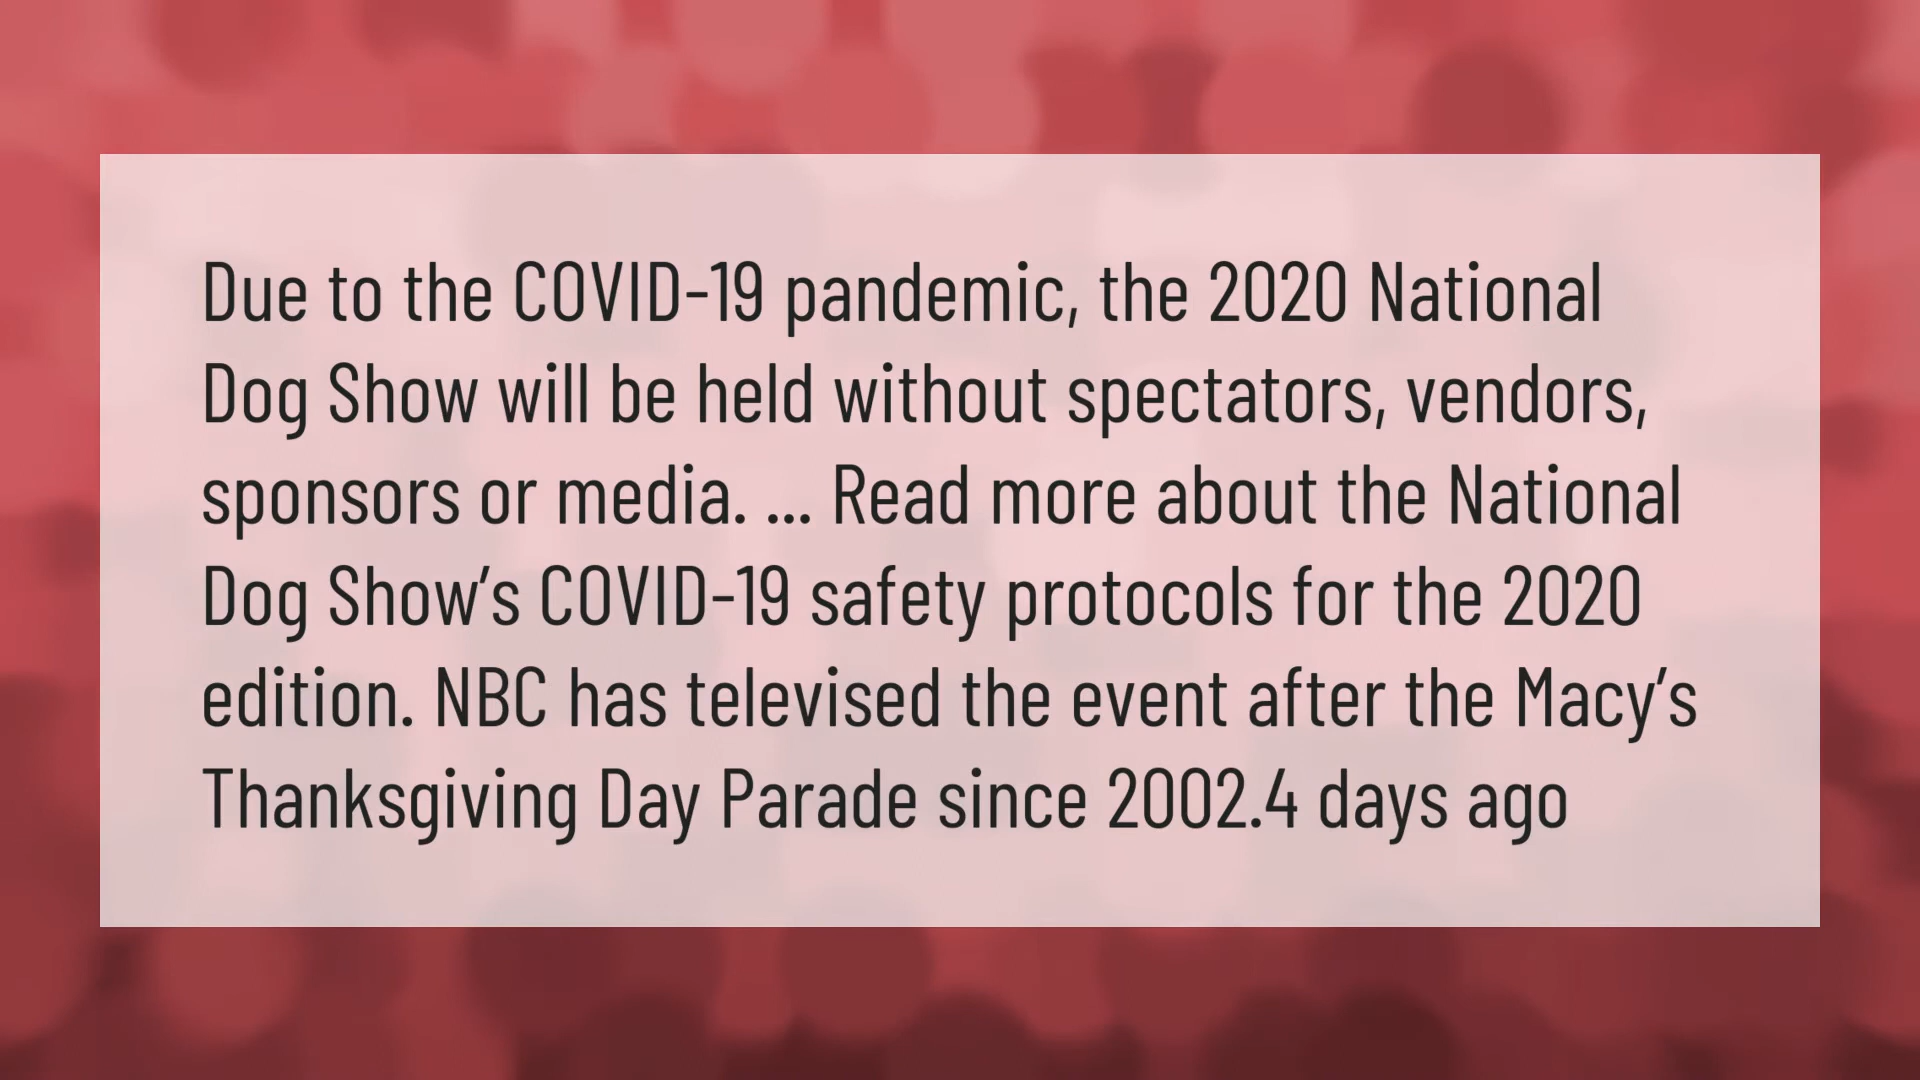 Due to the COVID-19 pandemic, the 2020 National
Dog Show will be held without spectators, vendors,
sponsors or media. ... Read more about the National
Dog Show’s COVID-19 safety protocols for the 2020
edition. NBC has televised the event after the Macy’s
Thanksgiving Day Parade since 2002.4 days ago